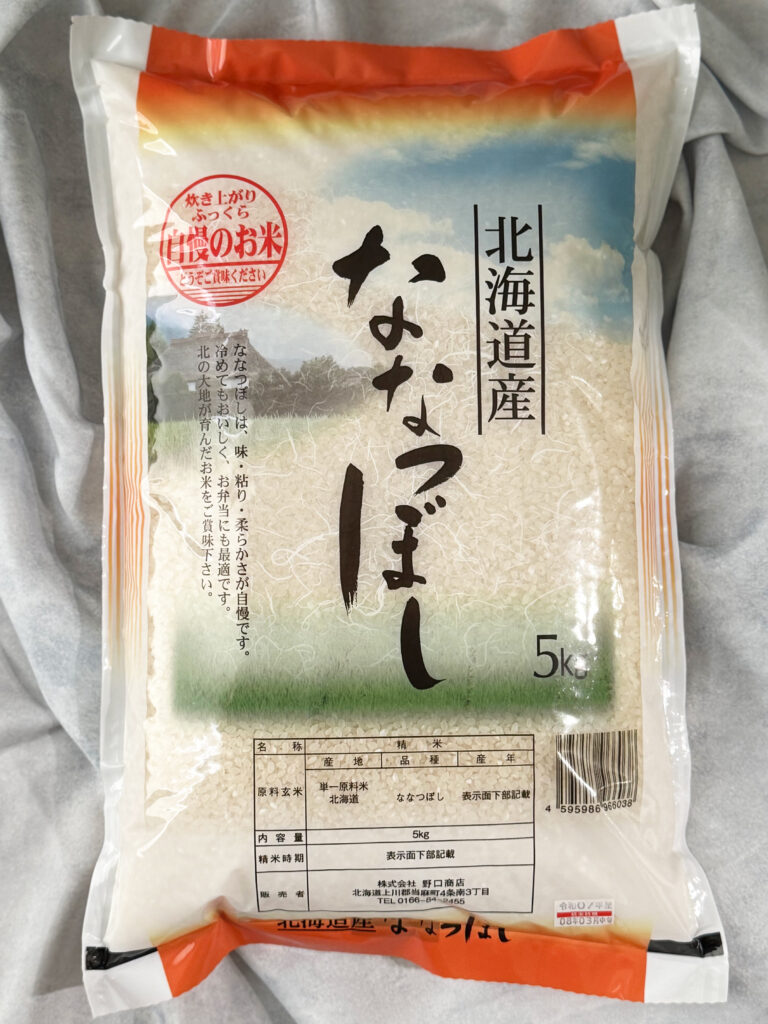 炊き上がり
ふっくら
自慢のお米
どうぞご賞味ください
北海道産
ななつぼし
ななつぼしは、味・粘り・柔らかさが自慢です。
冷めてもおいしく、お弁当にも最適です。
北の大地が育んだお米をご賞味下さい。
5kg
名称 精米
産地 品種 産年
原料玄米 単一原料米 北海道 ななつぼし 表示面下部記載
内容量 5kg
精米時期 表示面下部記載
販売者 株式会社 野口商店
北海道上川郡当麻町4条南3丁目
TEL 0166-84-2455
4 595986 966038
北海道産 ななつぼし